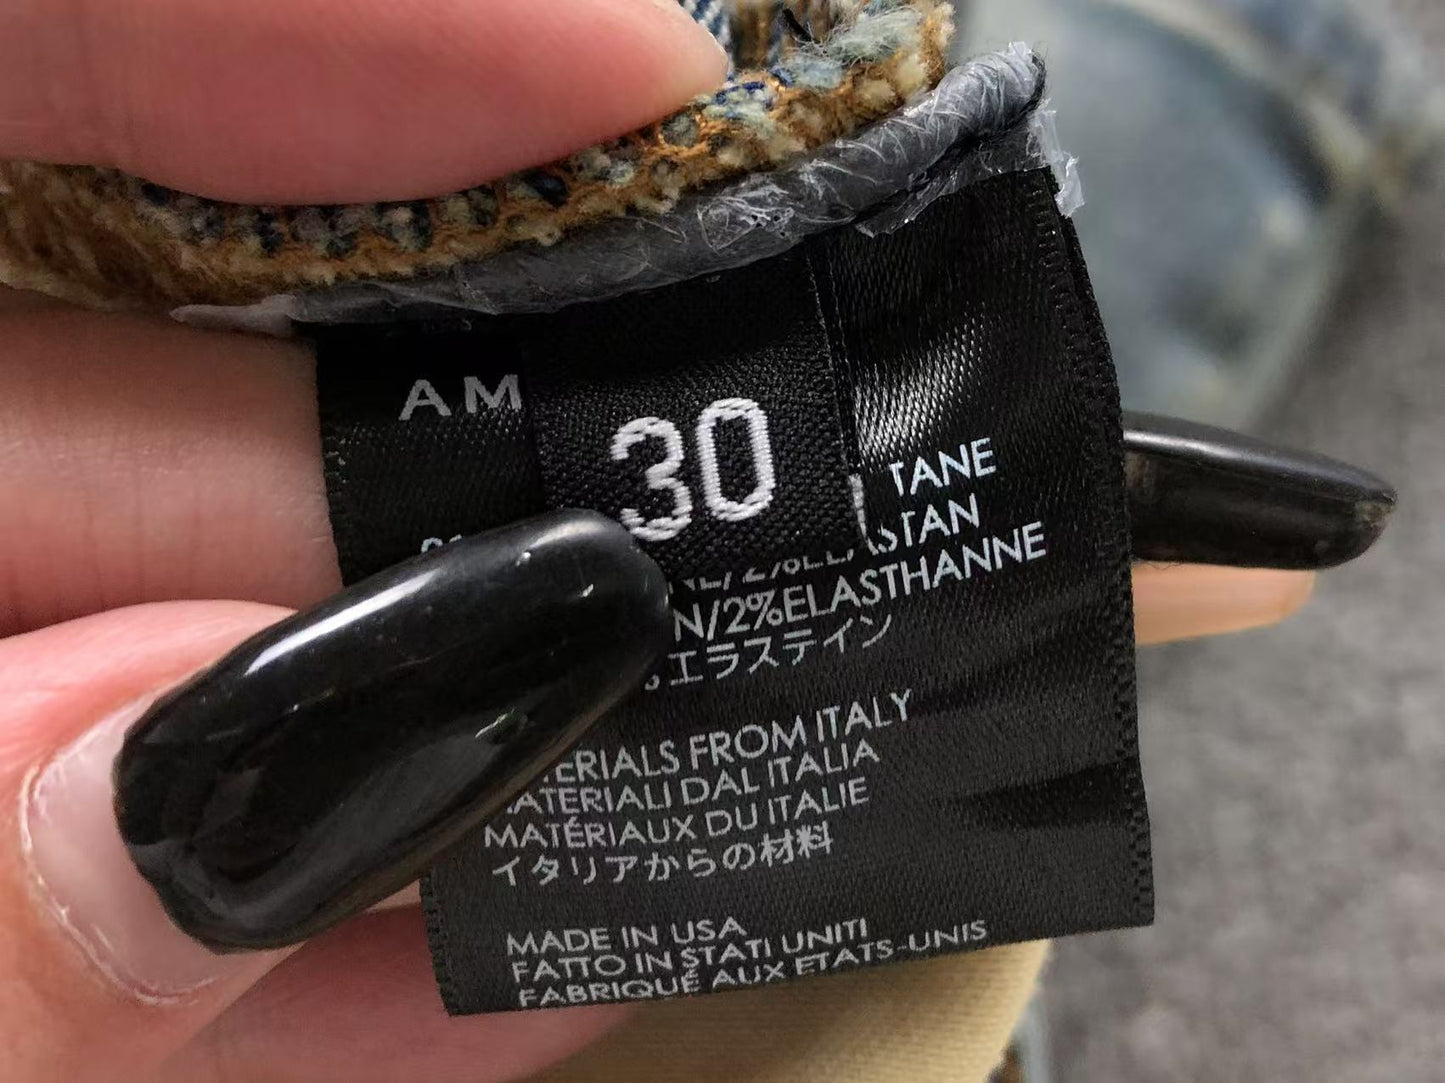 AM
30
TANE
ELASTAN
N/2%ELASTHANNE
エラステイン
MATERIALS FROM ITALY
MATERIALI DAL ITALIA
MATÉRIAUX DU ITALIE
イタリアからの材料
MADE IN USA
FATTO IN STATI UNITI
FABRIQUÉ AUX ETATS-UNIS